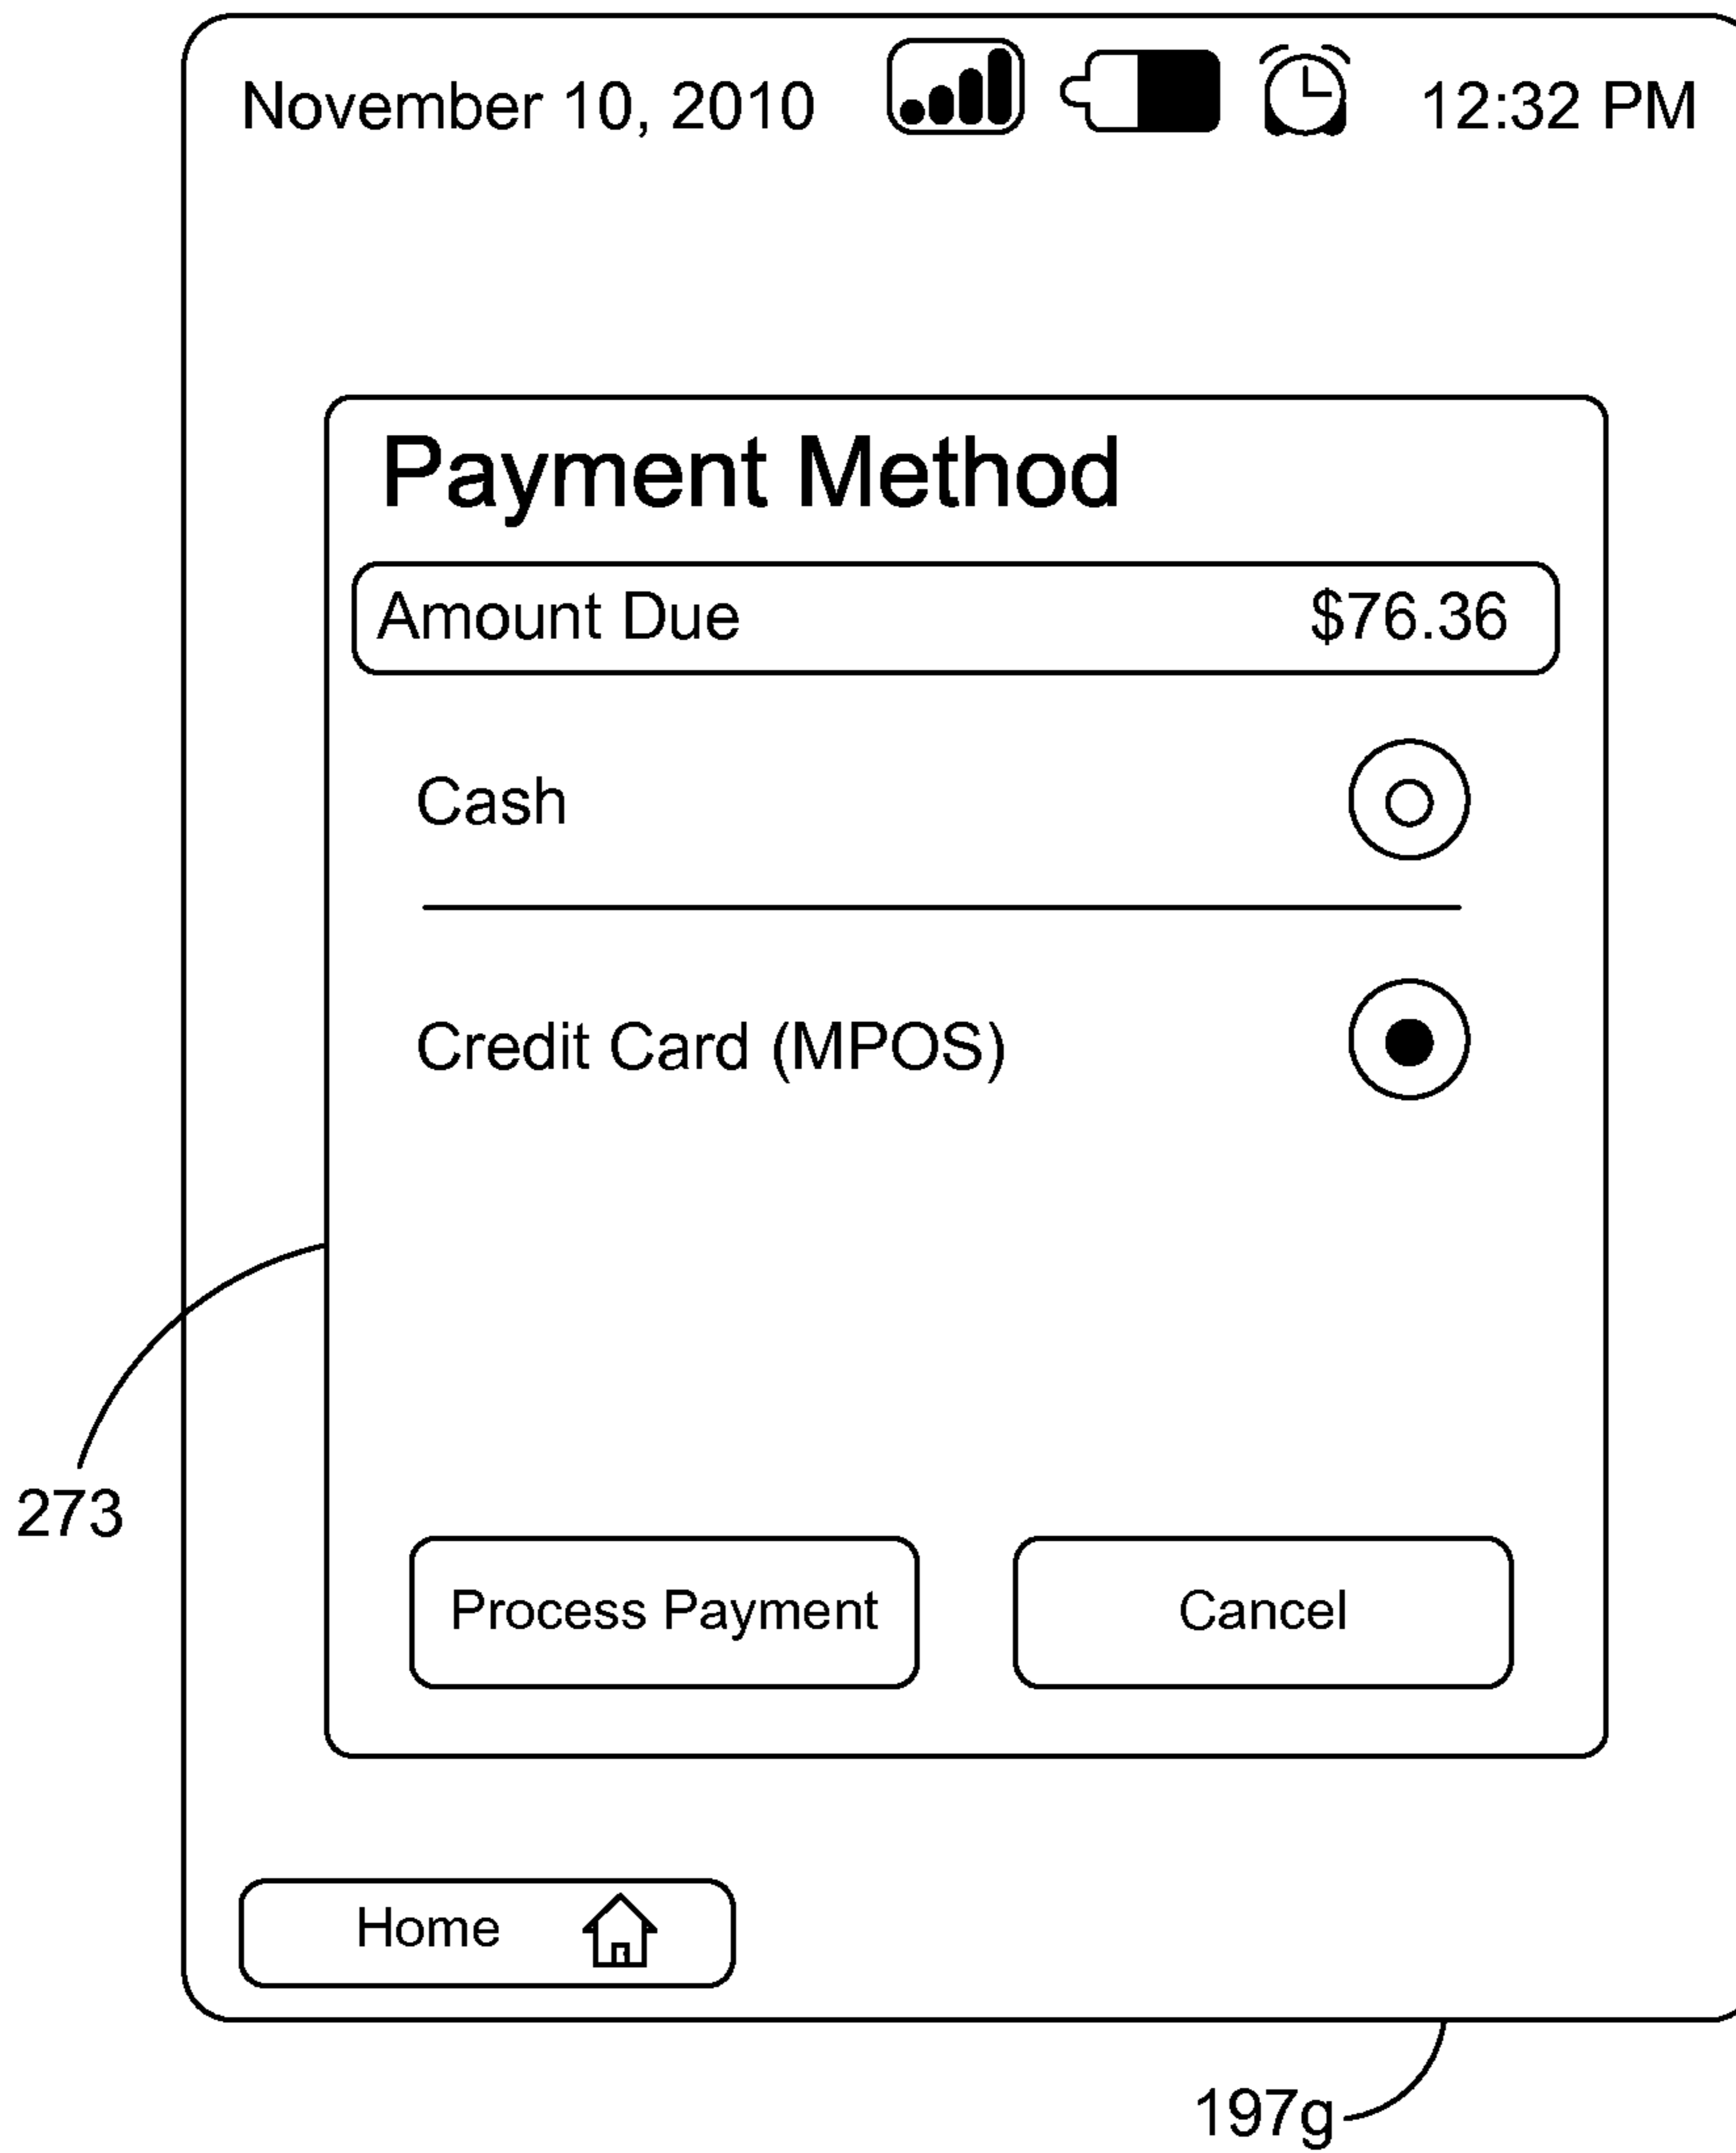 November 10, 2010 12:32 PM
Payment Method
Amount Due $76.36
Cash
Credit Card (MPOS)
273
Process Payment Cancel
Home
197g